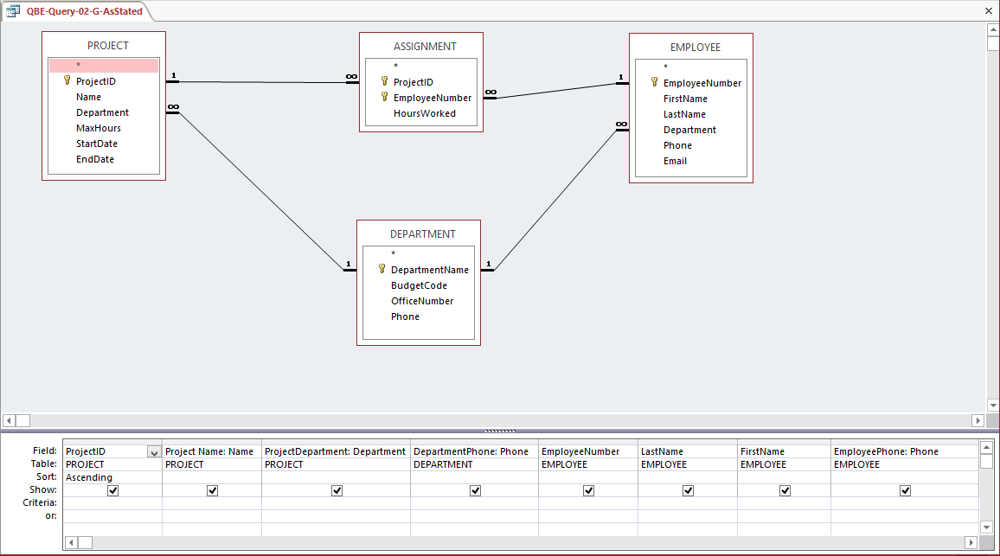 QBE-Query-02-G-AsStated
PROJECT
*
ProjectID
Name
Department
MaxHours
StartDate
EndDate
1
∞
ASSIGNMENT
*
ProjectID
EmployeeNumber
HoursWorked
∞
∞
EMPLOYEE
*
EmployeeNumber
FirstName
LastName
Department
Phone
Email
1
∞
DEPARTMENT
*
DepartmentName
BudgetCode
OfficeNumber
Phone
1
1
Field: ProjectID Project Name: Name ProjectDepartment: Department DepartmentPhone: Phone EmployeeNumber LastName FirstName EmployeePhone: Phone
Table: PROJECT PROJECT PROJECT DEPARTMENT EMPLOYEE EMPLOYEE EMPLOYEE EMPLOYEE
Sort: Ascending
Show:
Criteria:
or: